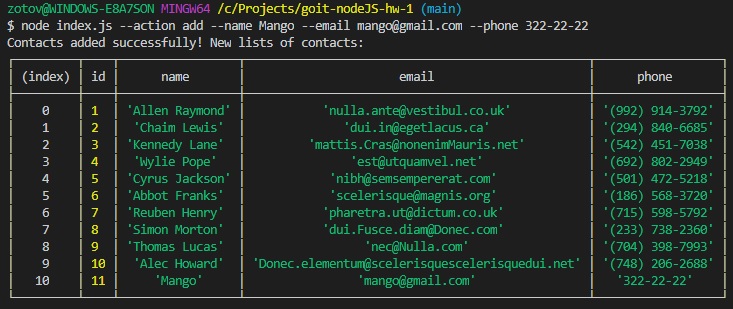 zotov@WINDOWS-E8A7SON MINGW64 /c/Projects/goit-nodeJS-hw-1 (main)
$ node index.js --action add --name Mango --email mango@gmail.com --phone 322-22-22
Contacts added successfully! New lists of contacts:
(index) id name email phone
0 1 'Allen Raymond' 'nulla.ante@vestibul.co.uk' '(992) 914-3792'
1 2 'Chaim Lewis' 'dui.in@egetlacus.ca' '(294) 840-6685'
2 3 'Kennedy Lane' 'mattis.Cras@nonenimMauris.net' '(542) 451-7038'
3 4 'Wylie Pope' 'est@utquamvel.net' '(692) 802-2949'
4 5 'Cyrus Jackson' 'nibh@semsempererat.com' '(501) 472-5218'
5 6 'Abbot Franks' 'scelerisque@magnis.org' '(186) 568-3720'
6 7 'Reuben Henry' 'pharetra.ut@dictum.co.uk' '(715) 598-5792'
7 8 'Simon Morton' 'dui.Fusce.diam@Donec.com' '(233) 738-2360'
8 9 'Thomas Lucas' 'nec@Nulla.com' '(704) 398-7993'
9 10 'Alec Howard' 'Donec.elementum@scelerisquescelerisquedui.net' '(748) 206-2688'
10 11 'Mango' 'mango@gmail.com' '322-22-22'